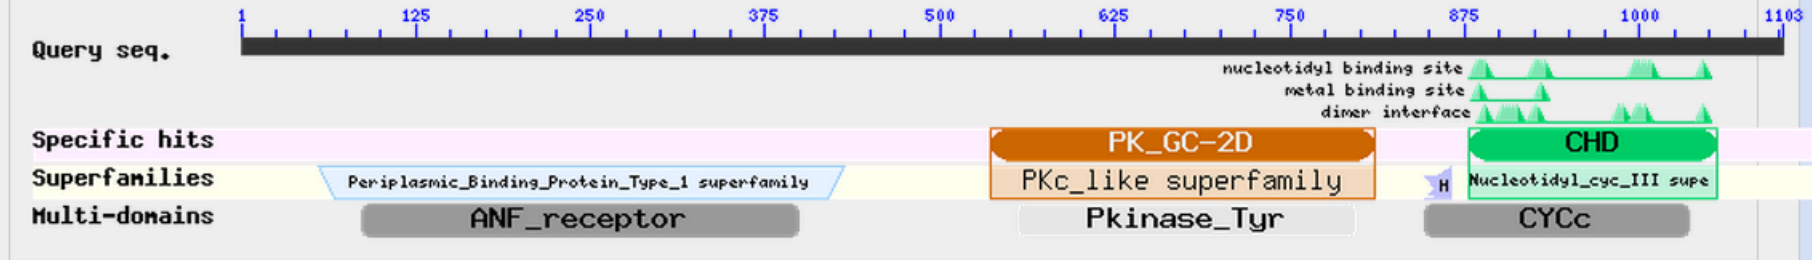 1 125 250 375 500 625 750 875 1000 1103
Query seq.
nucleotidyl binding site
metal binding site
dimer interface
Specific hits PK_GC-2D CHD
Superfamilies Periplasmic_Binding_Protein_Type_1 superfamily PKc_like superfamily H Nucleotidyl_cyc_III supe
Multi-domains ANF_receptor Pkinase_Tyr CYCc